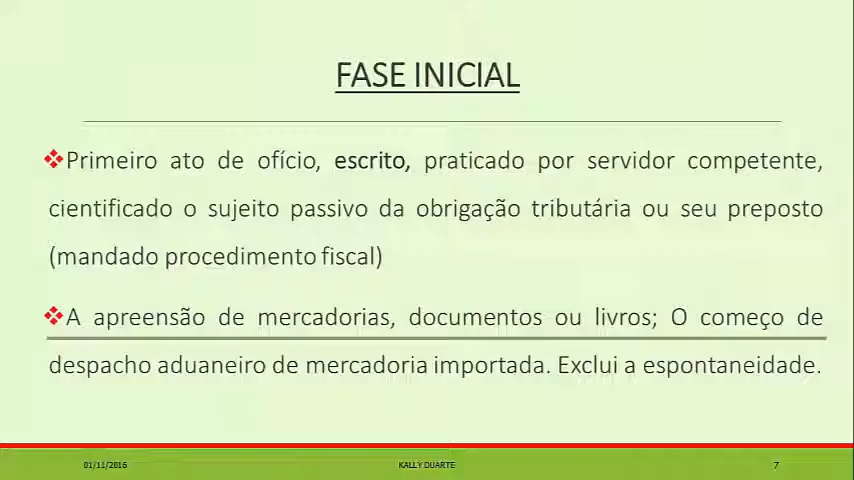 FASE INICIAL
❖Primeiro ato de ofício, escrito, praticado por servidor competente,
cientificado o sujeito passivo da obrigação tributária ou seu preposto
(mandado procedimento fiscal)
❖A apreensão de mercadorias, documentos ou livros; O começo de
despacho aduaneiro de mercadoria importada. Exclui a espontaneidade.
01/11/2016 KALLY DUARTE 7